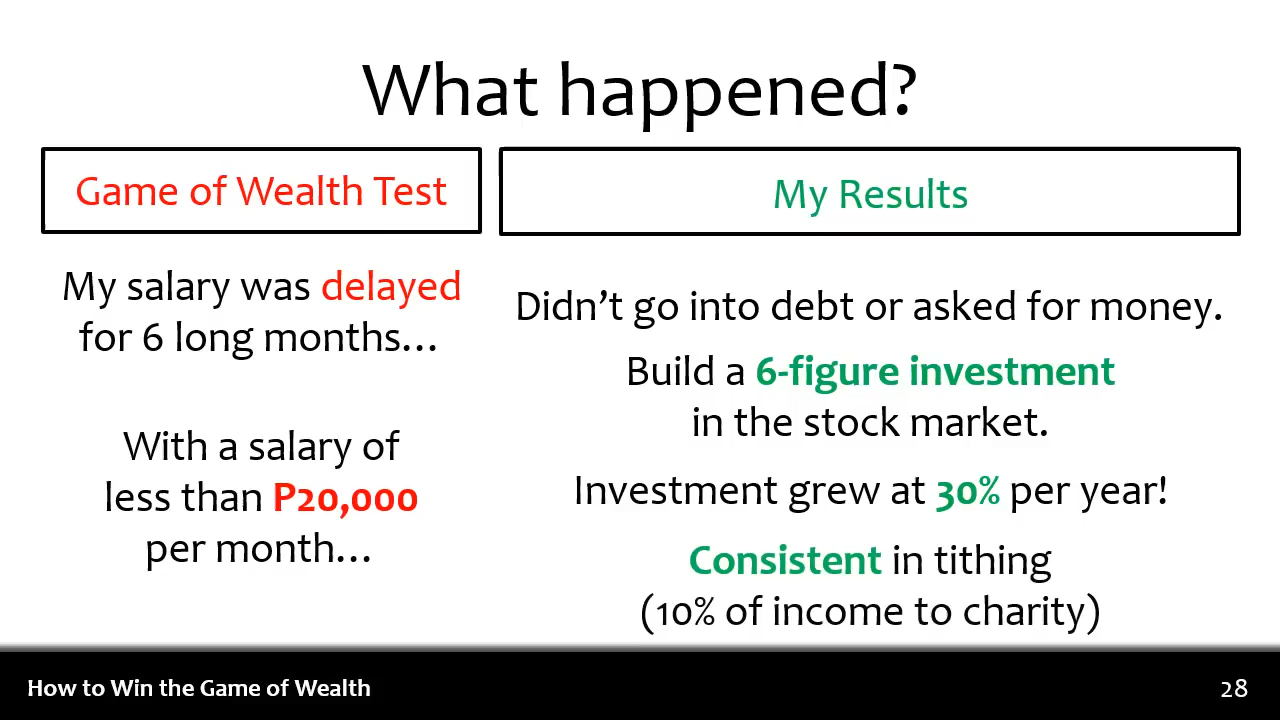 What happened?
Game of Wealth Test
My salary was delayed
for 6 long months…
With a salary of
less than P20,000
per month…
My Results
Didn’t go into debt or asked for money.
Build a 6-figure investment
in the stock market.
Investment grew at 30% per year!
Consistent in tithing
(10% of income to charity)
How to Win the Game of Wealth
28